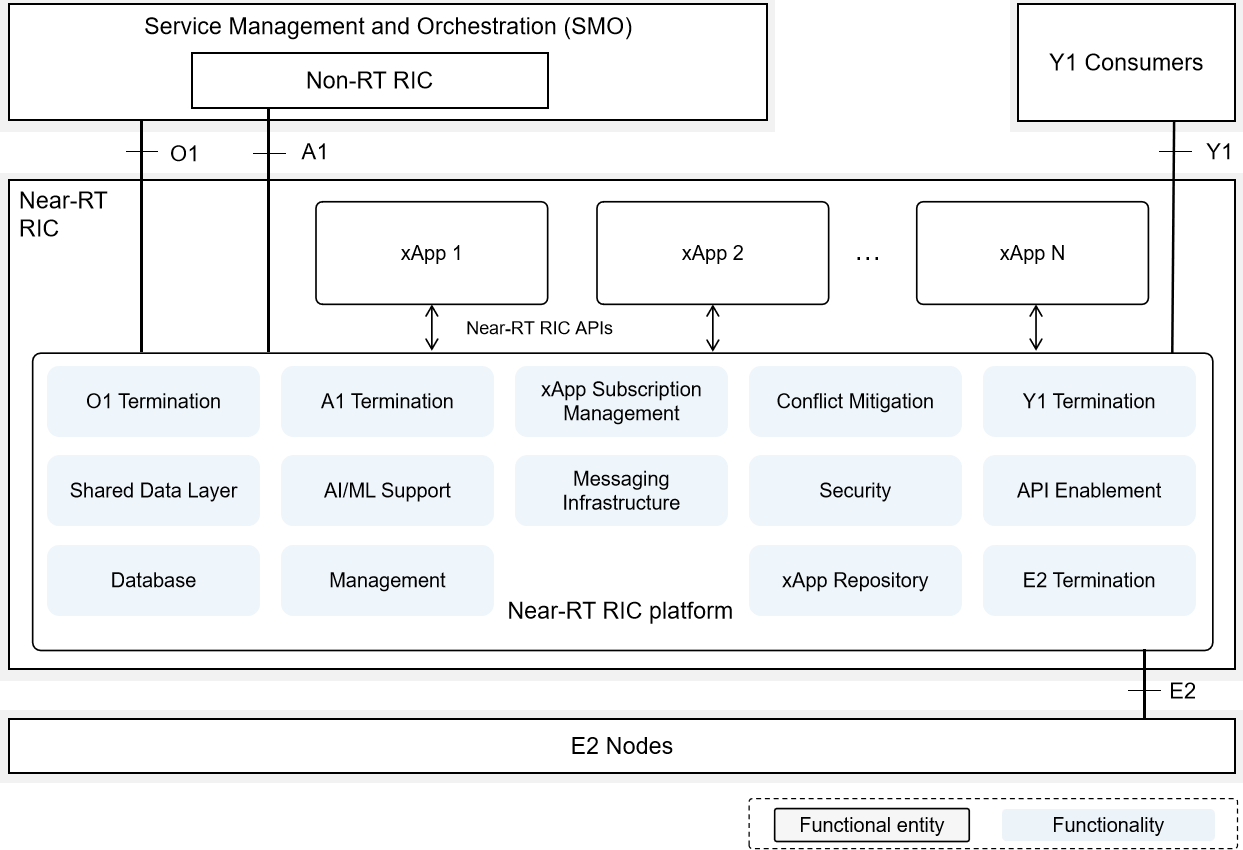 Service Management and Orchestration (SMO)
Non-RT RIC
Y1 Consumers
O1
A1
Y1
Near-RT
RIC
xApp 1
xApp 2
...
xApp N
Near-RT RIC APIs
O1 Termination
A1 Termination
xApp Subscription
Management
Conflict Mitigation
Y1 Termination
Shared Data Layer
AI/ML Support
Messaging
Infrastructure
Security
API Enablement
Database
Management
xApp Repository
E2 Termination
Near-RT RIC platform
E2
E2 Nodes
Functional entity
Functionality